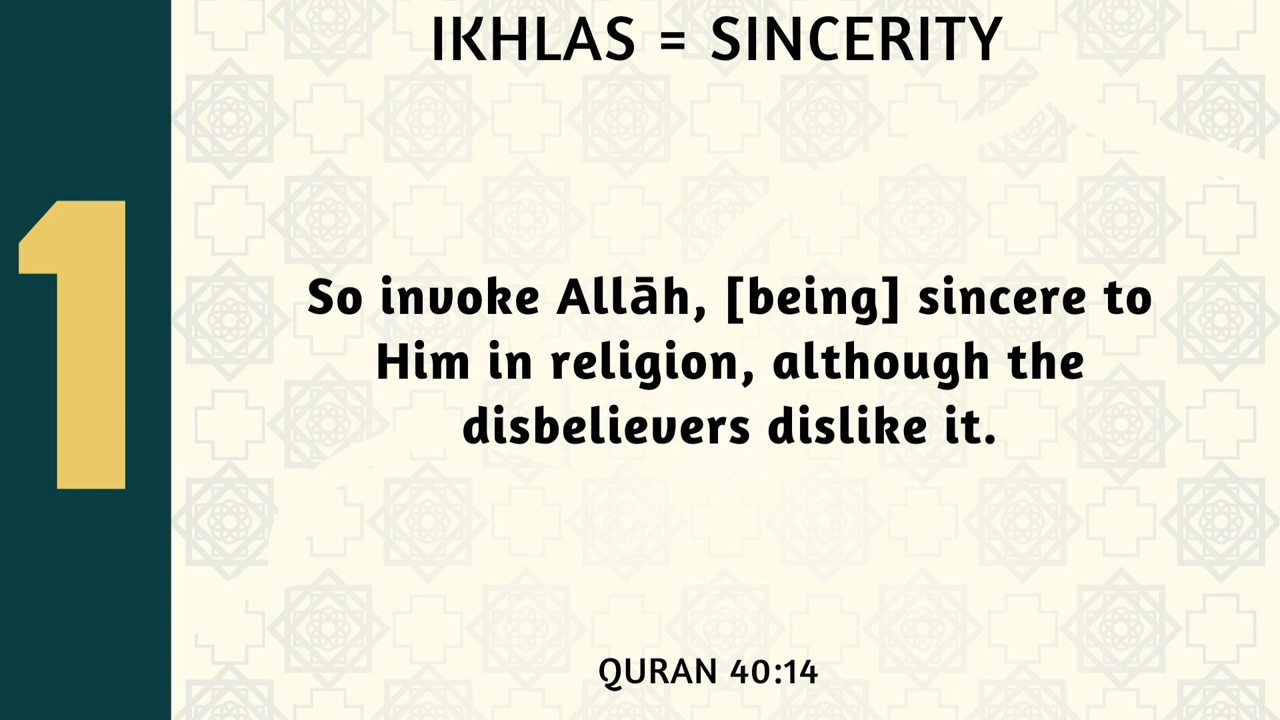 IKHLAS = SINCERITY
1
So invoke Allāh, [being] sincere to
Him in religion, although the
disbelievers dislike it.
QURAN 40:14